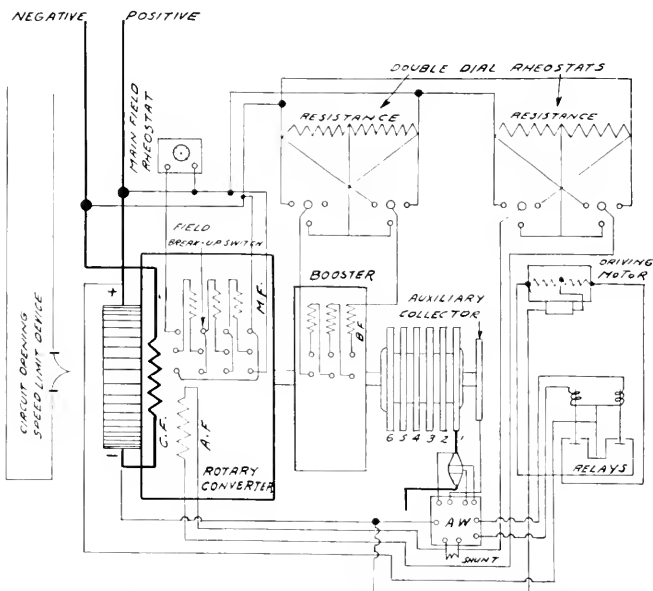 NEGATIVE
POSITIVE
DOUBLE DIAL RHEOSTATS
MAIN FIELD
RHEOSTAT
RESISTANCE
RESISTANCE
FIELD
BREAK-UP SWITCH
M.F.
DRIVING
MOTOR
BOOSTER
AUXILIARY
COLLECTOR
B.F.
CIRCUIT OPENING
SPEED LIMIT DEVICE
+
-
C.F.
A.F
6 5 4 3 2 1
ROTARY
CONVERTER
RELAYS
AW
SHUNT